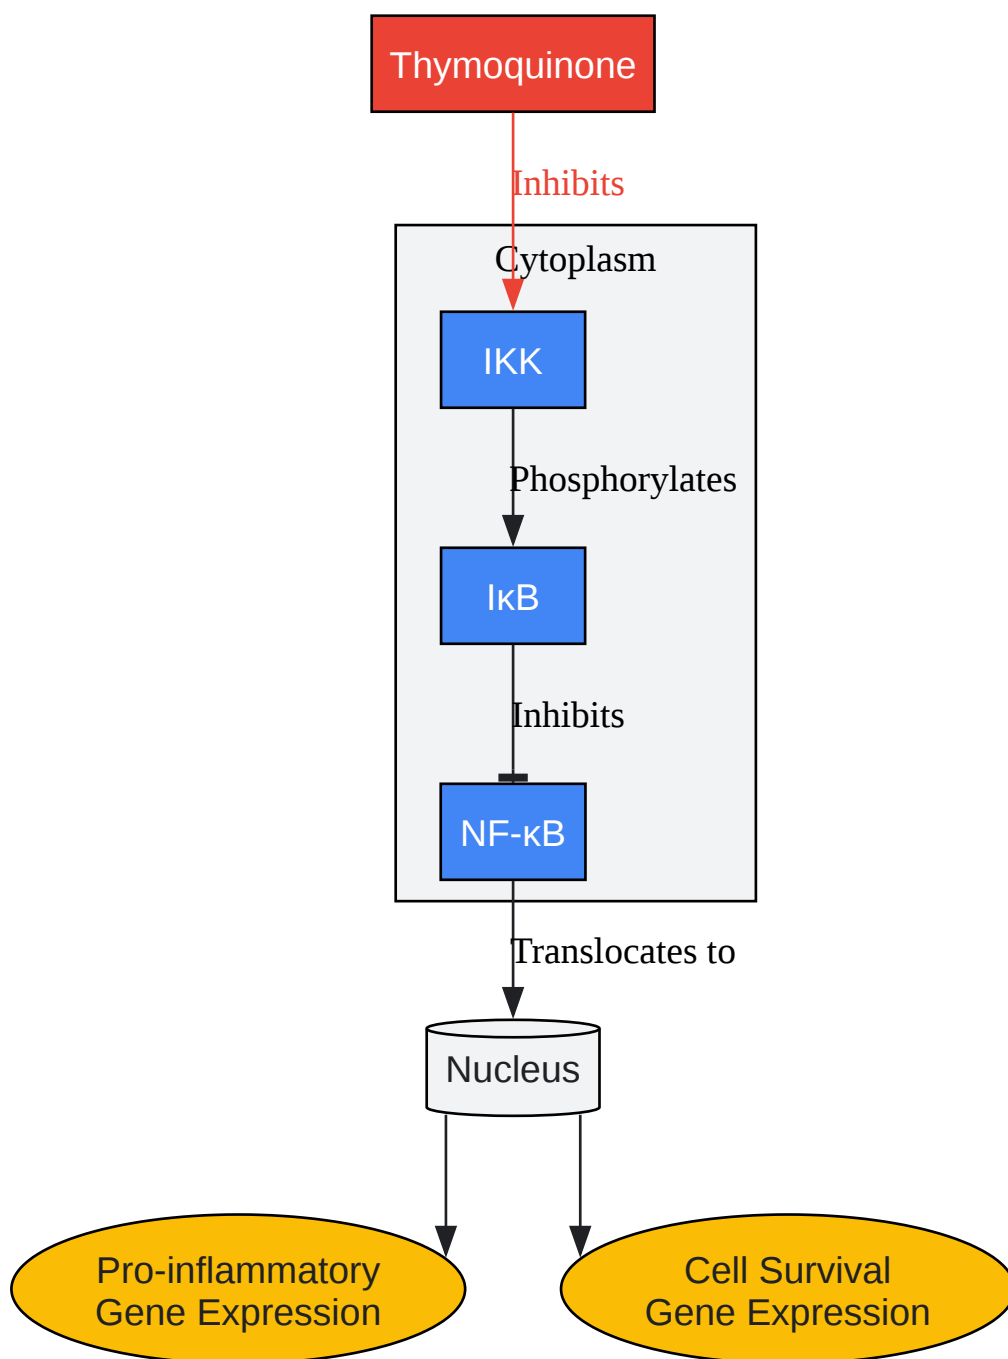 Thymoquinone
Inhibits
Cytoplasm
IKK
Phosphorylates
IκB
Inhibits
NF-κB
Translocates to
Nucleus
Pro-inflammatory
Gene Expression
Cell Survival
Gene Expression